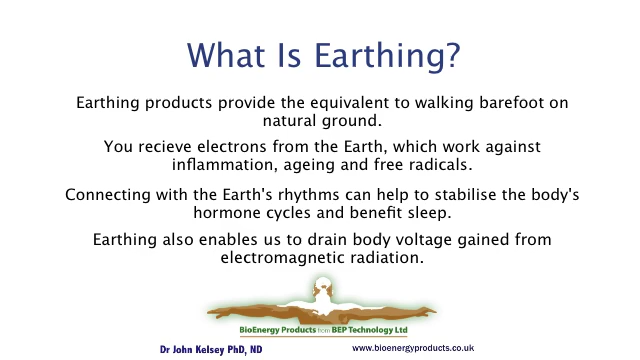 What Is Earthing?
Earthing products provide the equivalent to walking barefoot on
natural ground.
You recieve electrons from the Earth, which work against
inflammation, ageing and free radicals.
Connecting with the Earth's rhythms can help to stabilise the body's
hormone cycles and benefit sleep.
Earthing also enables us to drain body voltage gained from
electromagnetic radiation.
BioEnergy Products from BEP Technology Ltd
Dr John Kelsey PhD, ND
www.bioenergyproducts.co.uk